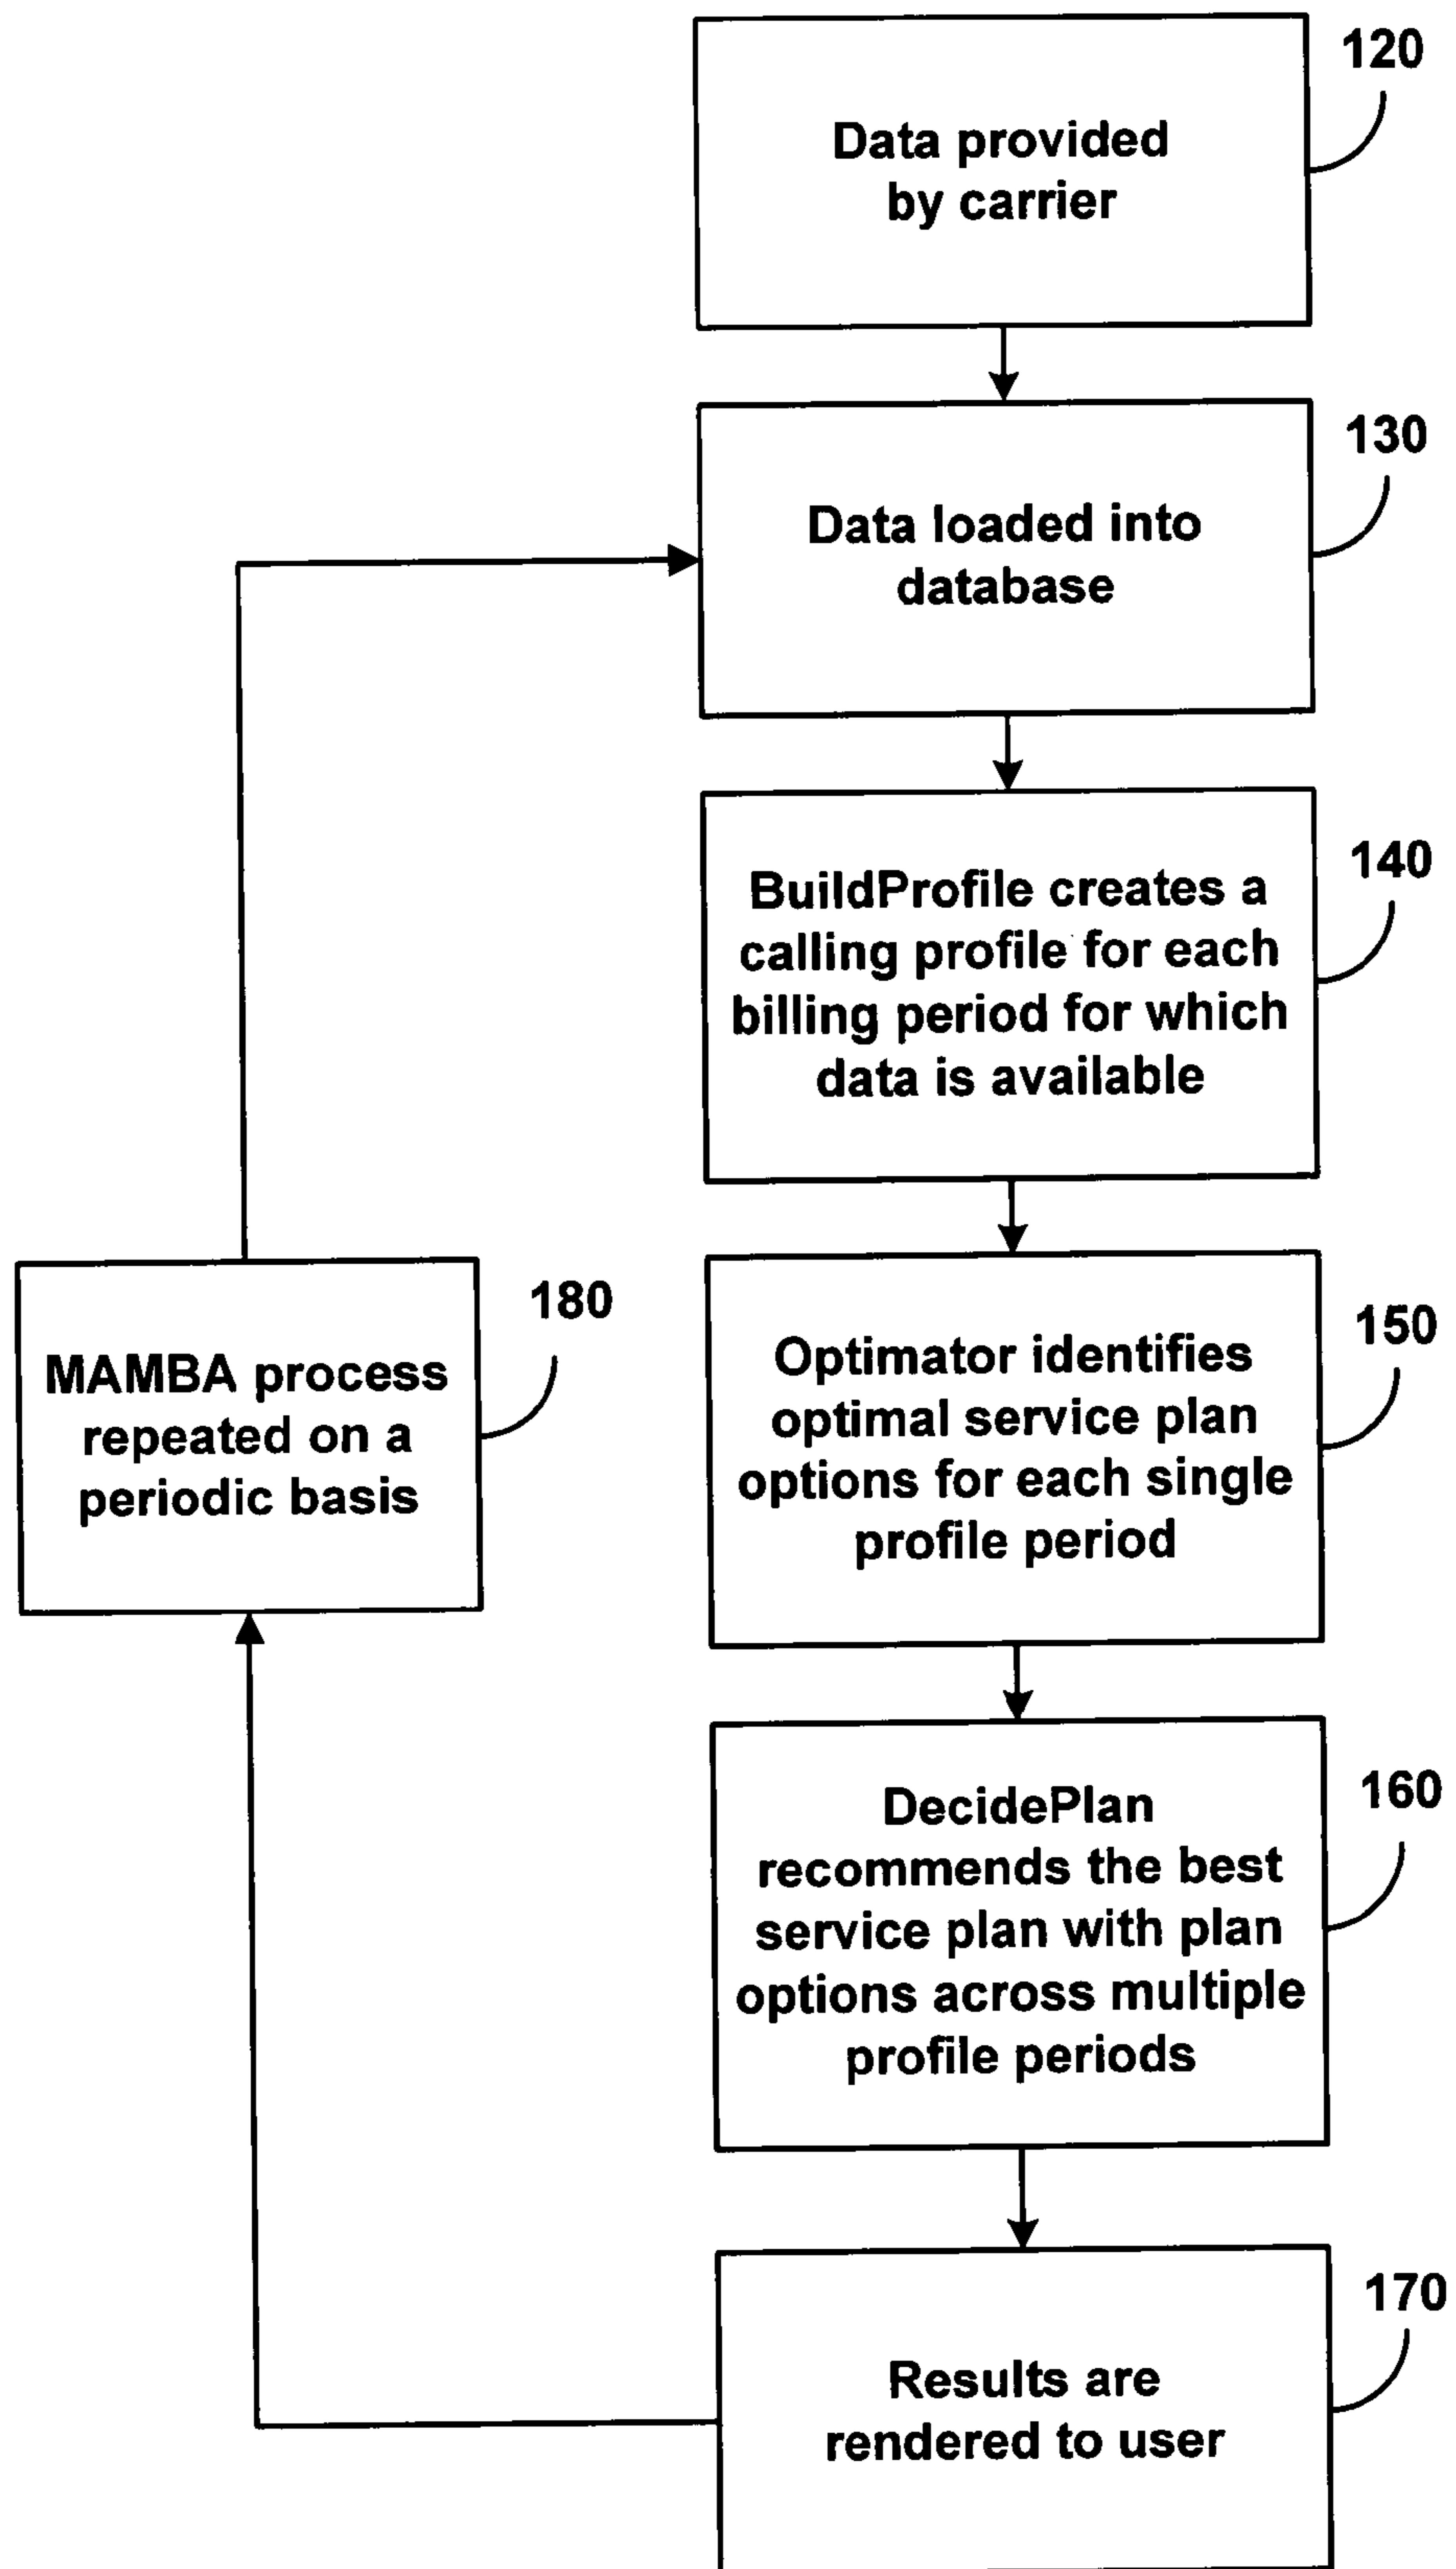 120
Data provided
by carrier
130
Data loaded into
database
140
BuildProfile creates a
calling profile for each
billing period for which
data is available
180
MAMBA process
repeated on a
periodic basis
150
Optimator identifies
optimal service plan
options for each single
profile period
160
DecidePlan
recommends the best
service plan with plan
options across multiple
profile periods
170
Results are
rendered to user